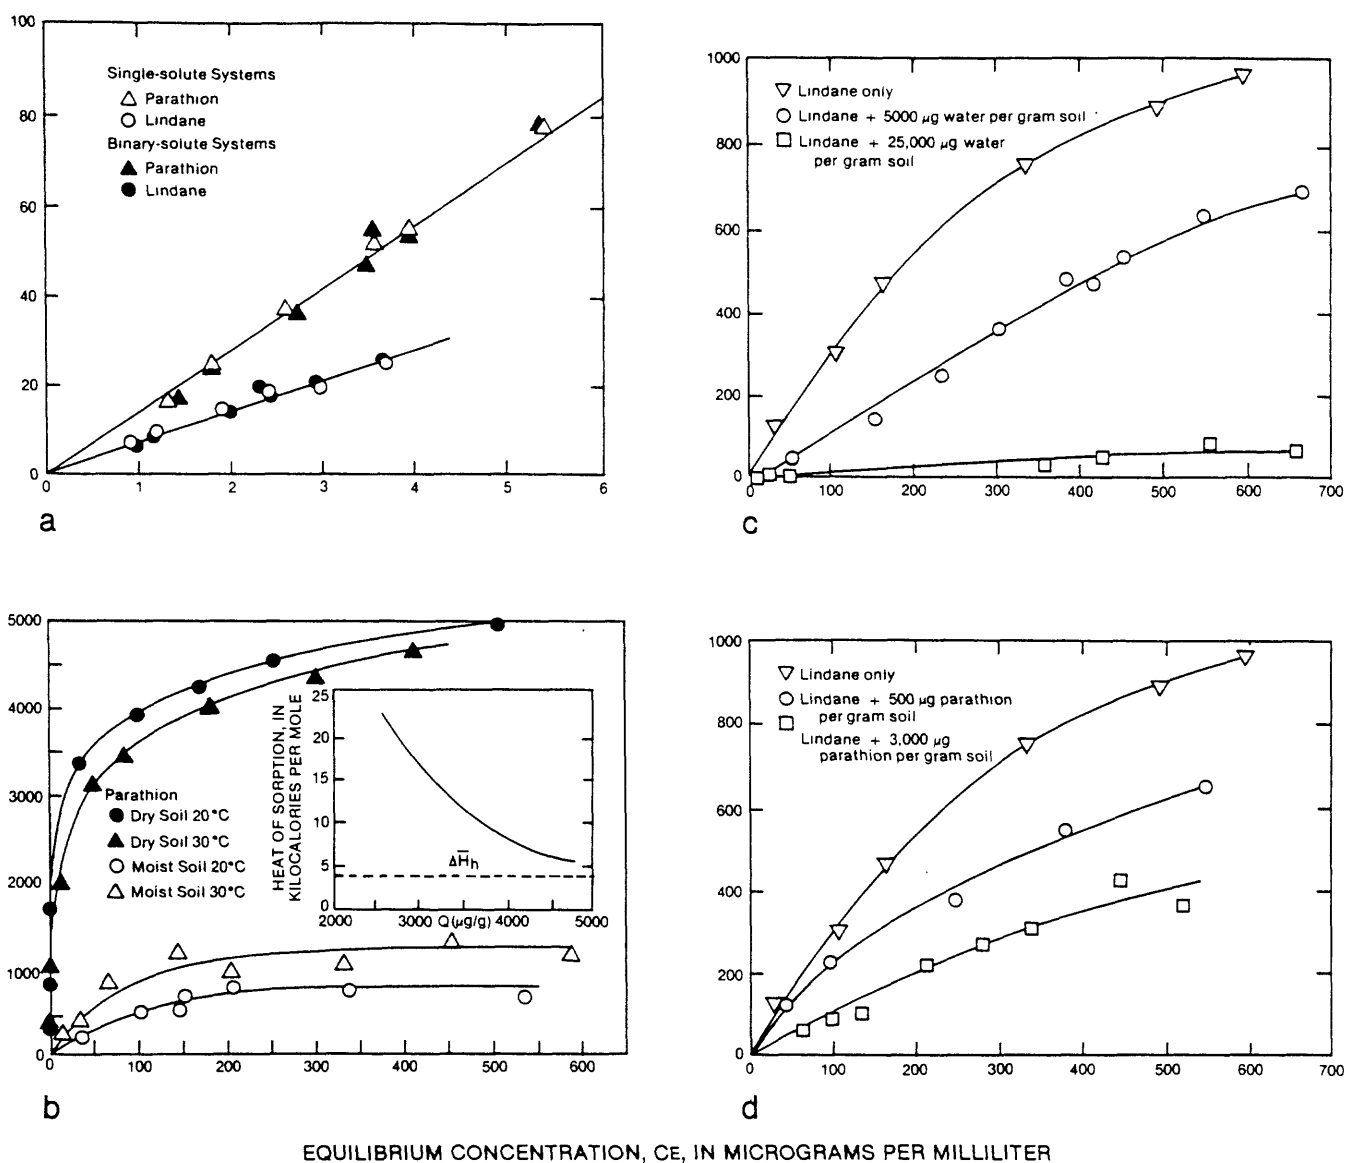 100
80
60
40
20
0
Single-solute Systems
Parathion
Lindane
Binary-solute Systems
Parathion
Lindane
0 1 2 3 4 5 6
a
1000
800
600
400
200
0
Lindane only
Lindane + 5000 µg water per gram soil
Lindane + 25,000 µg water
per gram soil
0 100 200 300 400 500 600 700
c
5000
4000
3000
2000
1000
0
Parathion
Dry Soil 20°C
Dry Soil 30°C
Moist Soil 20°C
Moist Soil 30°C
HEAT OF SORPTION, IN
KILOCALORIES PER MOLE
25
20
15
10
5
0
ΔH̅h
2000 3000 Q(µg/g) 4000 5000
0 100 200 300 400 500 600
b
1000
800
600
400
200
0
Lindane only
Lindane + 500 µg parathion
per gram soil
Lindane + 3,000 µg
parathion per gram soil
0 100 200 300 400 500 600 700
d
EQUILIBRIUM CONCENTRATION, CE, IN MICROGRAMS PER MILLILITER